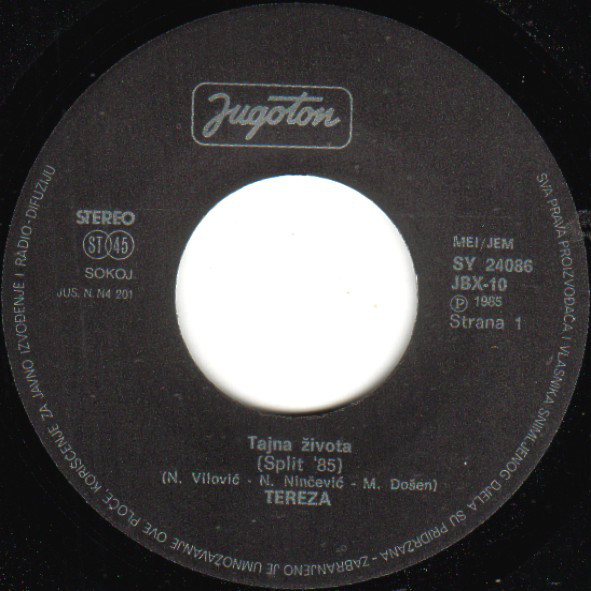 Jugoton
STEREO
ST 45
SOKOJ
JUS. N. N4 201
MEI/JEM
SY 24086
JBX-10
Ⓟ 1985
Strana 1
Tajna života
(Split '85)
(N. Vilović - N. Ninčević - M. Došen)
TEREZA
SVA PRAVA PROIZVOĐAČA I VLASNIKA SNIMLJENOG DJELA SU PRIDRŽANA - ZABRANJENO JE UMNOŽAVANJE OVE PLOČE, KORIŠĆENJE ZA JAVNO IZVOĐENJE I RADIO-DIFUZIJU